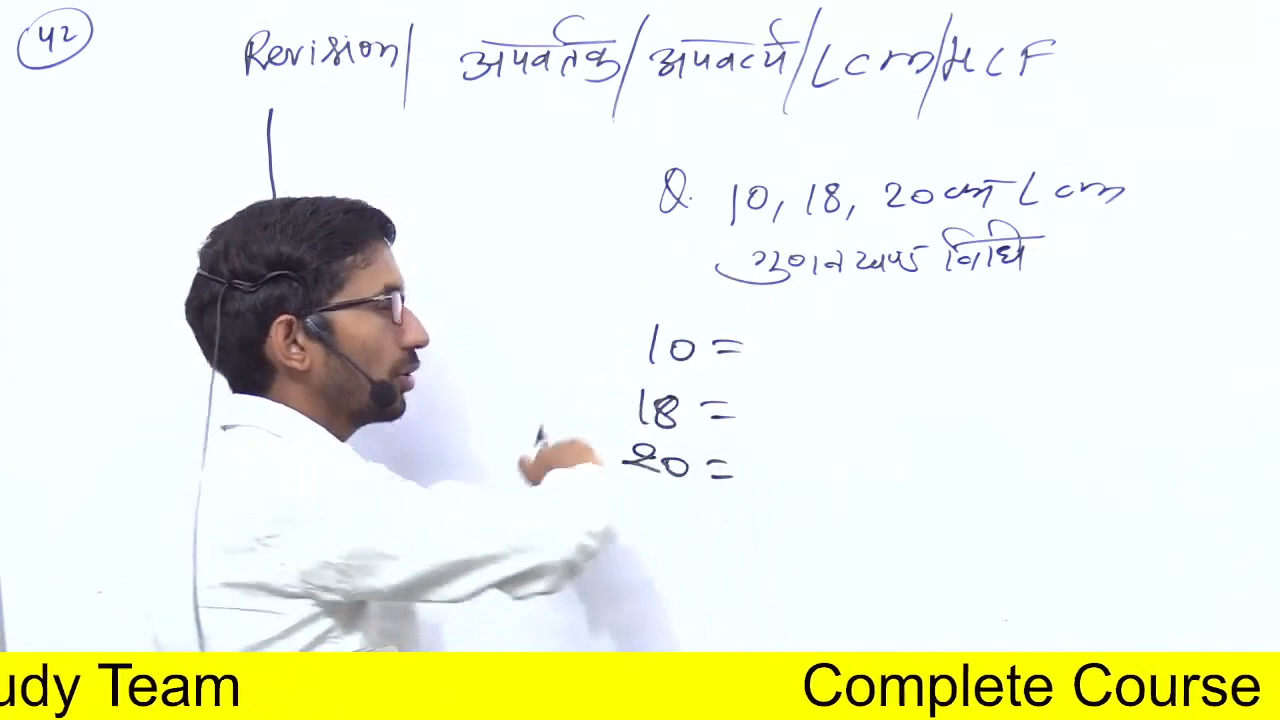 42
Revision/ अपवर्तक/अपवर्त्य/Lcm/HCF
Q. 10, 18, 20 का Lcm
गुणनखण्ड विधि
10 =
18 =
20 =
udy Team Complete Course